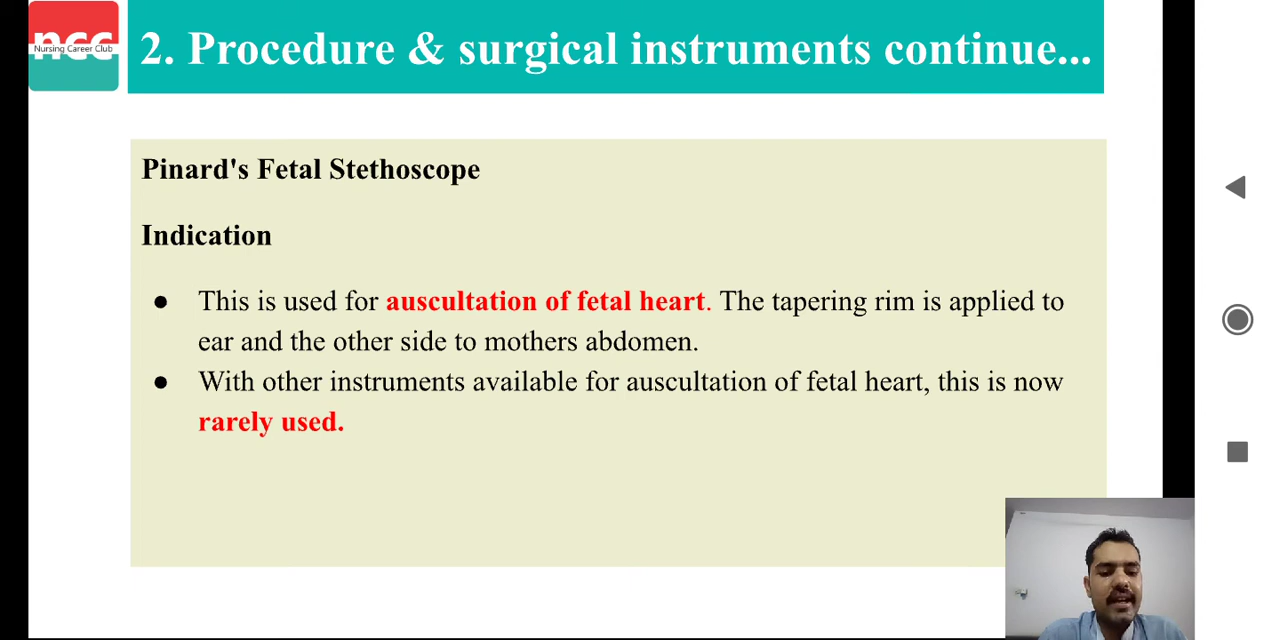 ncc
Nursing Career Club
2. Procedure & surgical instruments continue...
Pinard's Fetal Stethoscope
Indication
● This is used for auscultation of fetal heart. The tapering rim is applied to
ear and the other side to mothers abdomen.
● With other instruments available for auscultation of fetal heart, this is now
rarely used.